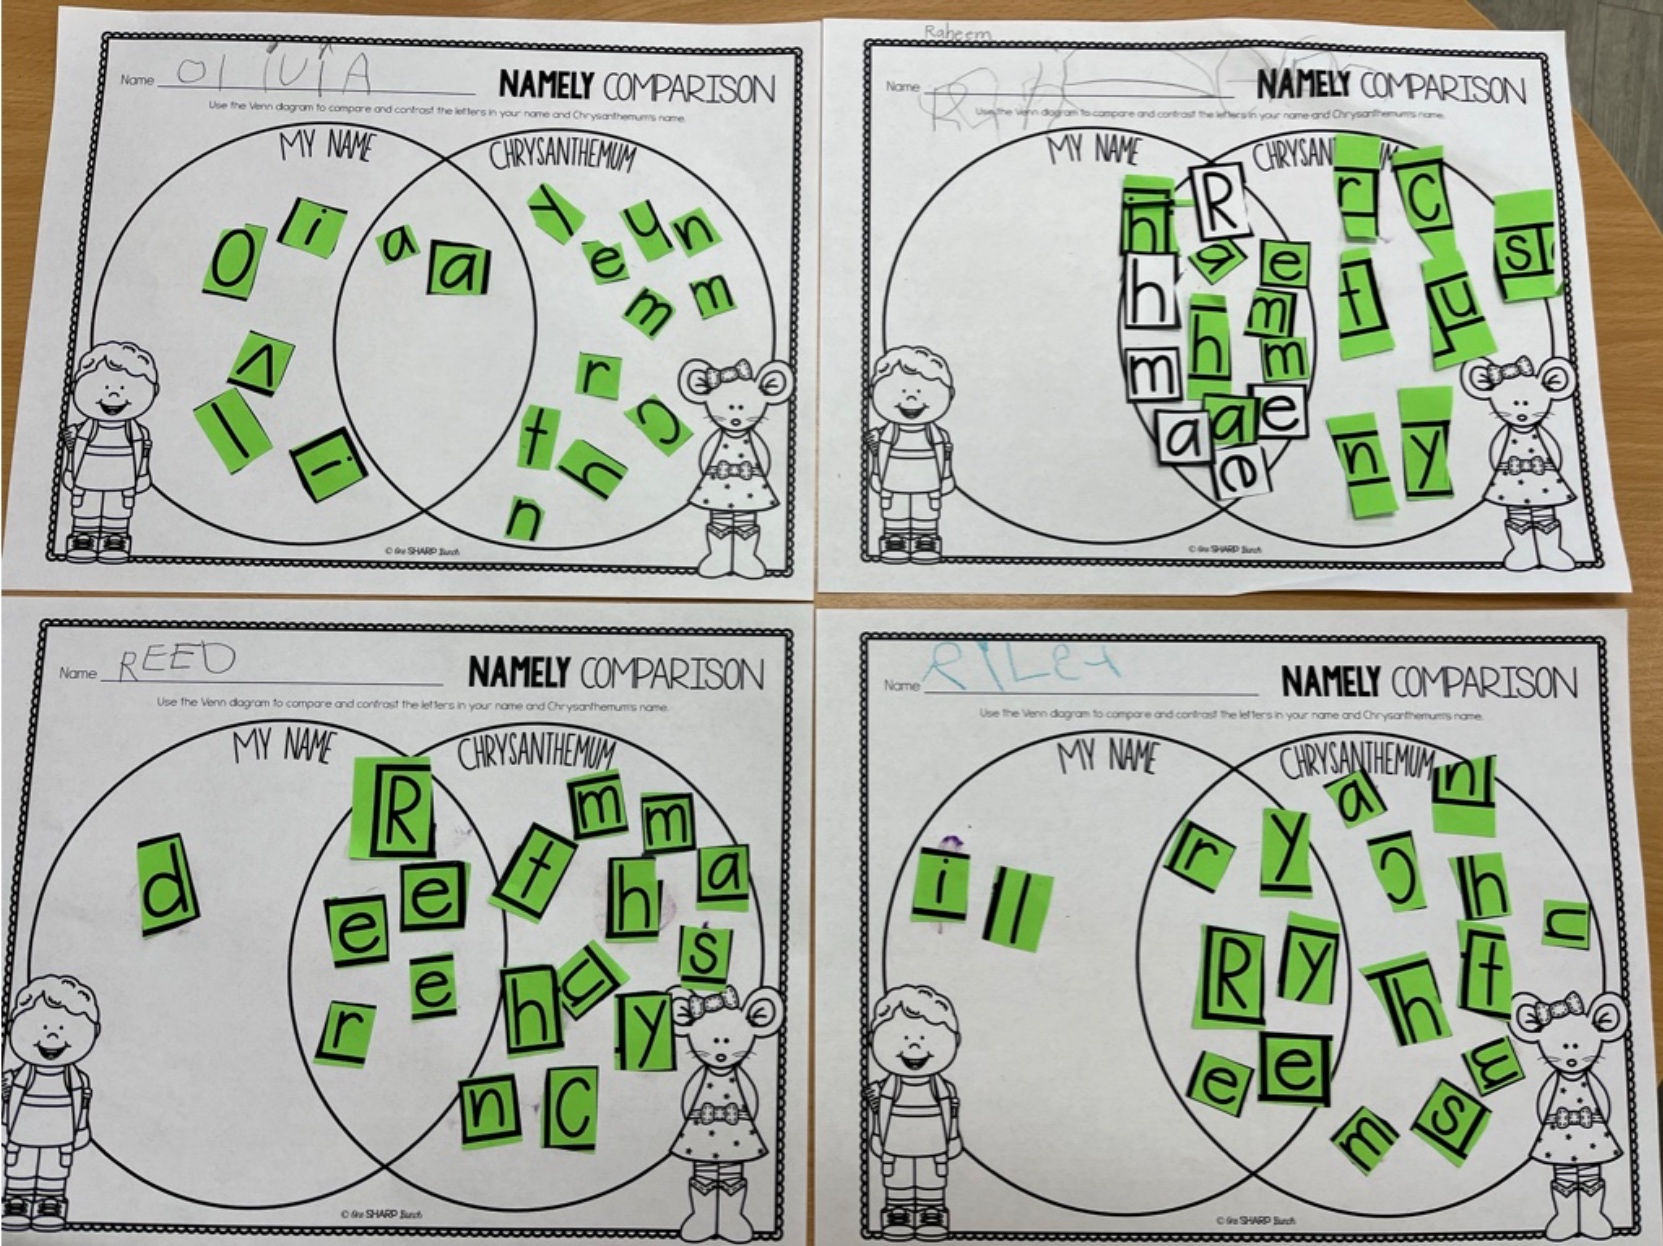 OliviA
Name
NAMELY COMPARISON
Use the Venn diagram to compare and contrast the letters in your name and Chrysanthemum's name.
MY NAME
CHRYSANTHEMUM
O i a a y e u n
m m
v r
l i t h c
n
© the SHARP Bunch
Raheem
Name
NAMELY COMPARISON
Use the Venn diagram to compare and contrast the letters in your name and Chrysanthemum's name.
MY NAME
CHRYSAN UM
h R r c
a e s
h h m t u
m m
a a e n y
e
© the SHARP Bunch
Name REED
NAMELY COMPARISON
Use the Venn diagram to compare and contrast the letters in your name and Chrysanthemum's name.
MY NAME
CHRYSANTHEMUM
R m m
d e e t h a
e h u s
r y
n c
© the SHARP Bunch
Name RILEY
NAMELY COMPARISON
Use the Venn diagram to compare and contrast the letters in your name and Chrysanthemum's name.
MY NAME
CHRYSANTHEMUM
a n
i l r y c h u
R y h t
e e m
m s
© the SHARP Bunch